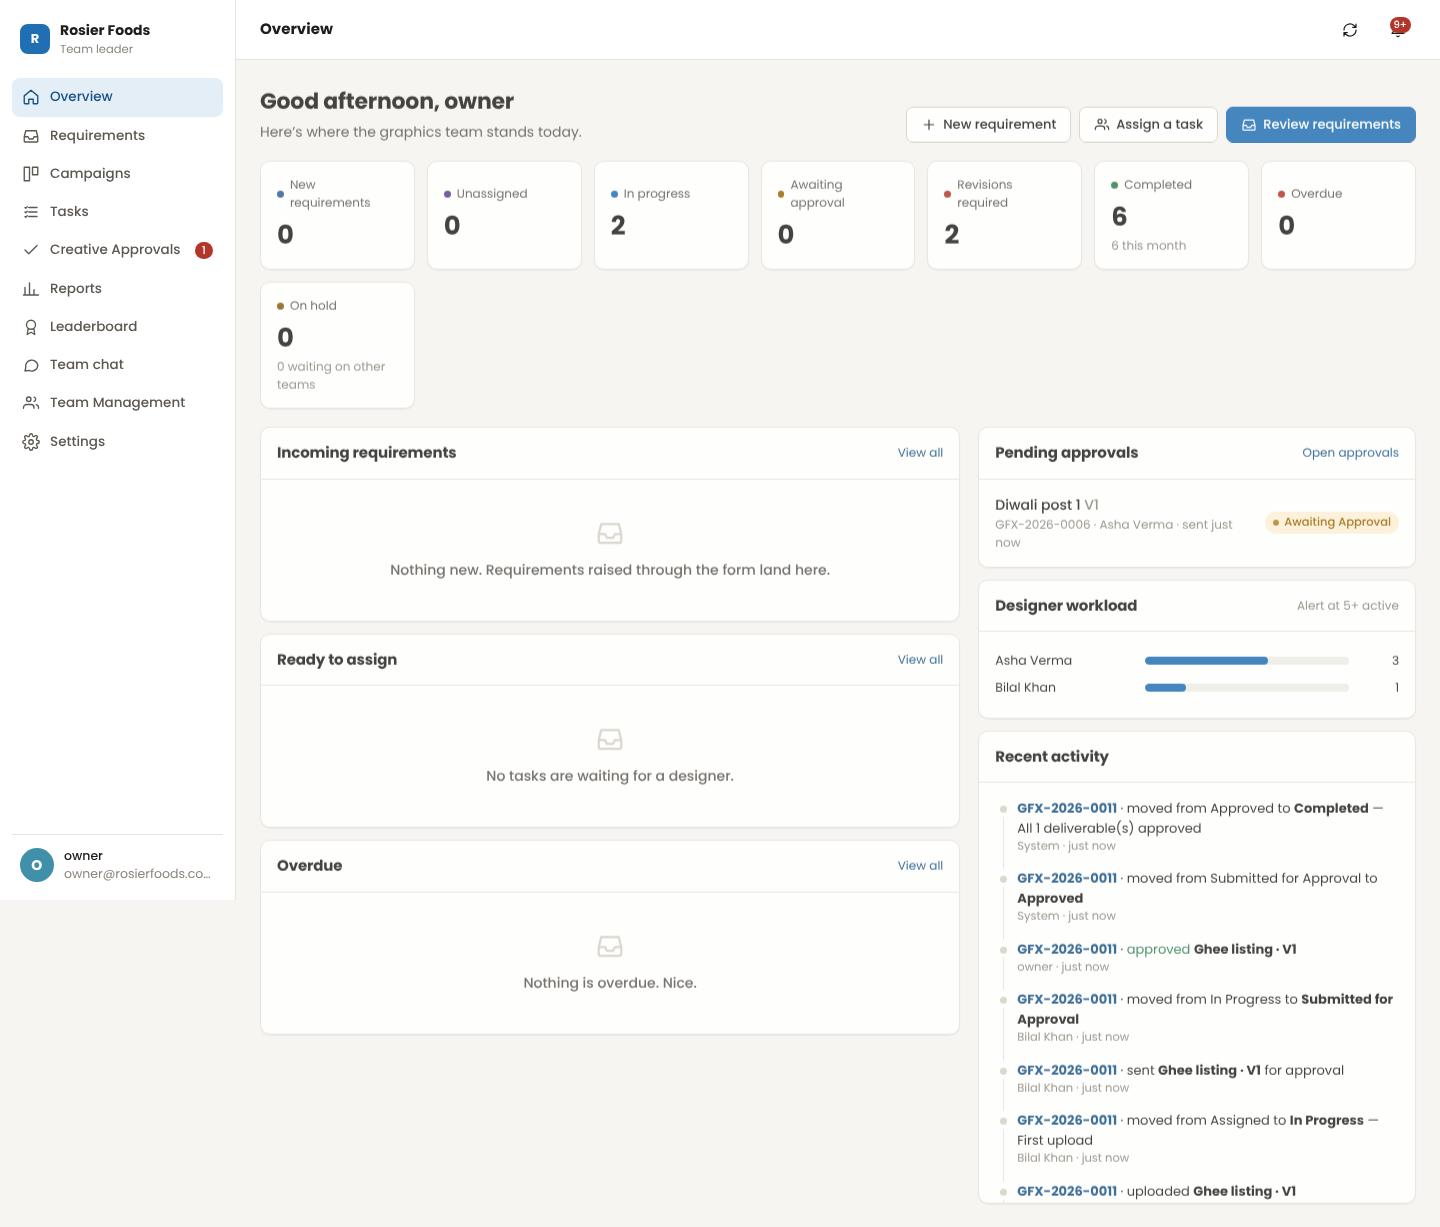 R
Rosier Foods
Team leader
Overview
Requirements
Campaigns
Tasks
Creative Approvals
1
Reports
Leaderboard
Team chat
Team Management
Settings
O
owner
owner@rosierfoods.co...
Overview
9+
Good afternoon, owner
Here's where the graphics team stands today.
New requirement
Assign a task
Review requirements
New
requirements
0
Unassigned
0
In progress
2
Awaiting
approval
0
Revisions
required
2
Completed
6
6 this month
Overdue
0
On hold
0
0 waiting on other
teams
Incoming requirements
View all
Nothing new. Requirements raised through the form land here.
Ready to assign
View all
No tasks are waiting for a designer.
Overdue
View all
Nothing is overdue. Nice.
Pending approvals
Open approvals
Diwali post 1 V1
GFX-2026-0006 · Asha Verma · sent just
now
Awaiting Approval
Designer workload
Alert at 5+ active
Asha Verma
3
Bilal Khan
1
Recent activity
GFX-2026-0011 · moved from Approved to Completed —
All 1 deliverable(s) approved
System · just now
GFX-2026-0011 · moved from Submitted for Approval to
Approved
System · just now
GFX-2026-0011 · approved Ghee listing · V1
owner · just now
GFX-2026-0011 · moved from In Progress to Submitted for
Approval
Bilal Khan · just now
GFX-2026-0011 · sent Ghee listing · V1 for approval
Bilal Khan · just now
GFX-2026-0011 · moved from Assigned to In Progress —
First upload
Bilal Khan · just now
GFX-2026-0011 · uploaded Ghee listing · V1